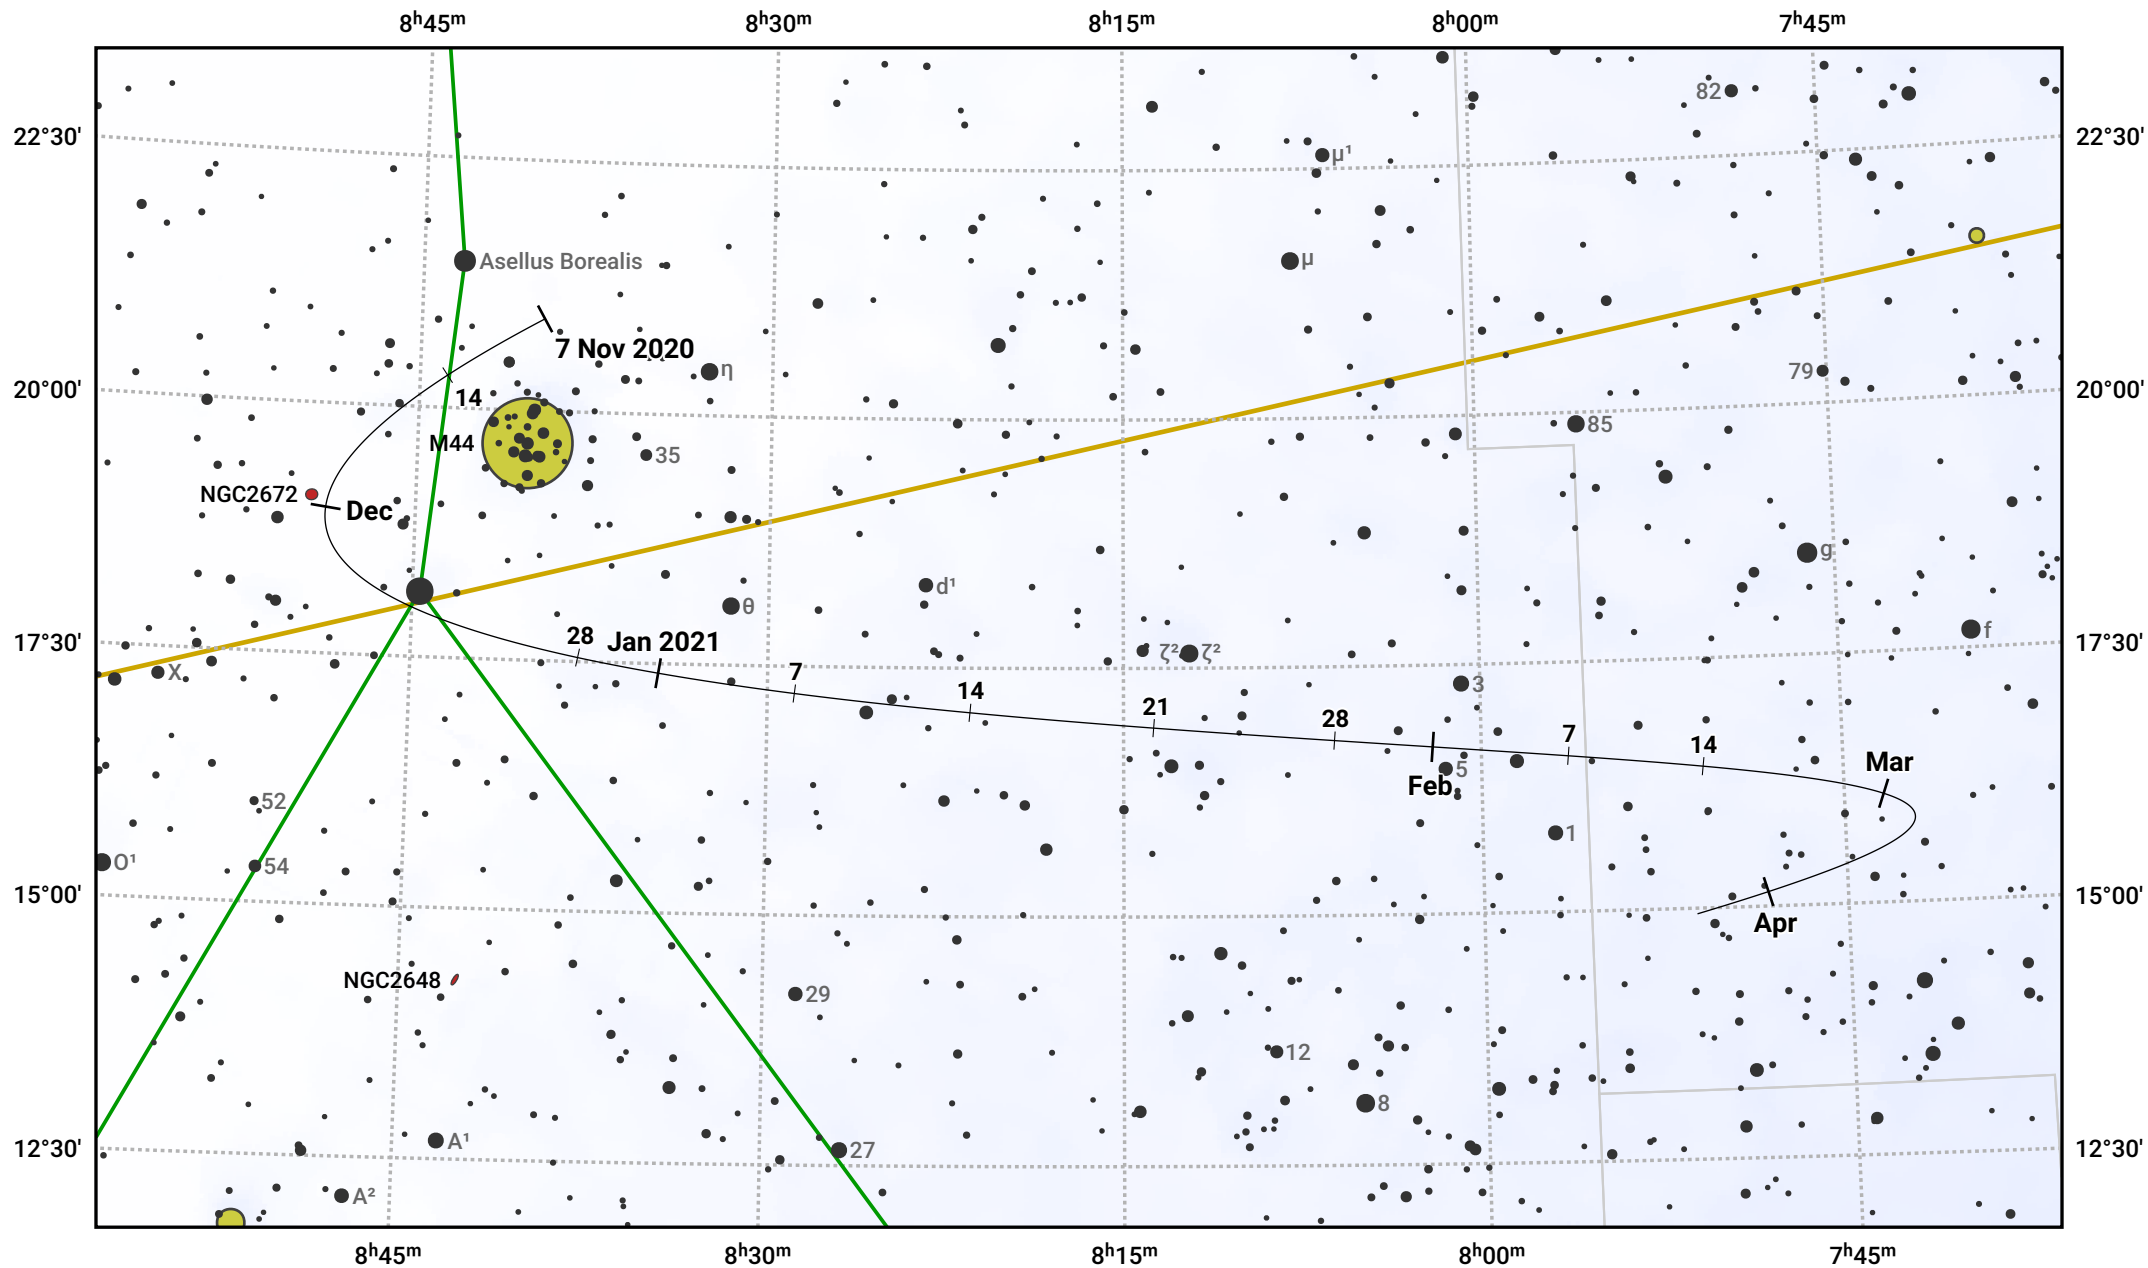 8ʰ45ᵐ 8ʰ30ᵐ 8ʰ15ᵐ 8ʰ00ᵐ 7ʰ45ᵐ
82
22°30' 22°30'
μ¹
Asellus Borealis μ
7 Nov 2020
η 79
20°00' 20°00'
14
85
M44 35
NGC2672 Dec
g
d¹
θ
28 Jan 2021 f
17°30' ζ² ζ² 17°30'
X 7 3
14
21
28 7 14
Mar
5
Feb
52
1
O¹ 54
15°00' 15°00'
Apr
NGC2648
29
12
8
A¹ 27
12°30' 12°30'
A²
8ʰ45ᵐ 8ʰ30ᵐ 8ʰ15ᵐ 8ʰ00ᵐ 7ʰ45ᵐ